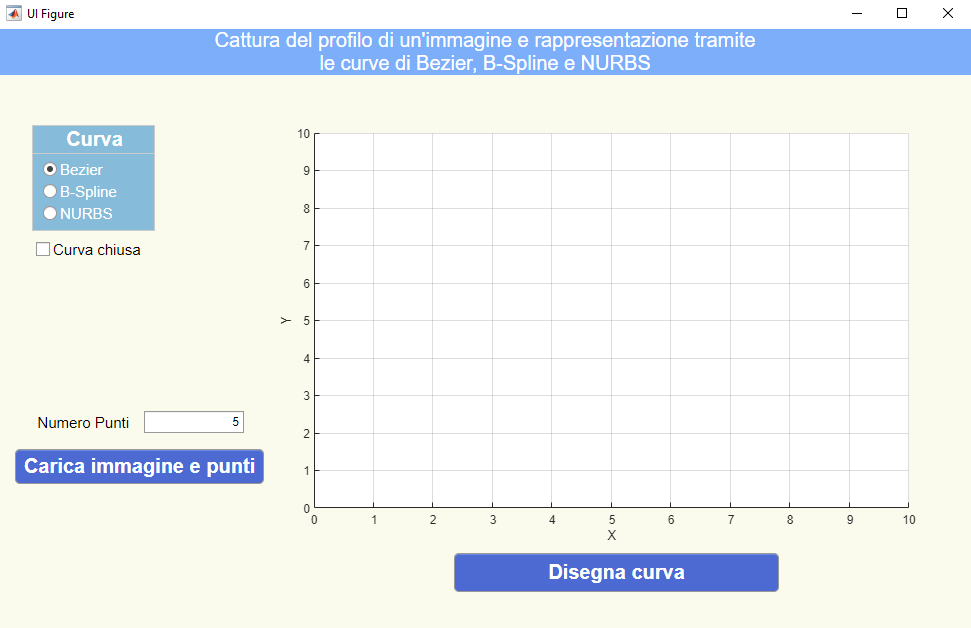 UI Figure
Cattura del profilo di un'immagine e rappresentazione tramite
le curve di Bezier, B-Spline e NURBS
Curva
Bezier
B-Spline
NURBS
Curva chiusa
Numero Punti 5
Carica immagine e punti
10
9
8
7
6
5
4
3
2
1
0
Y
0 1 2 3 4 5 6 7 8 9 10
X
Disegna curva